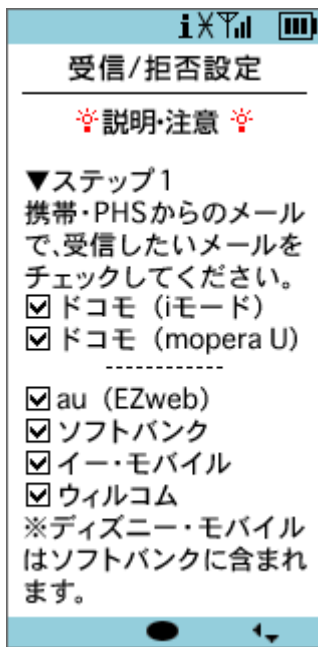 受信/拒否設定
説明・注意
▼ステップ1
携帯・PHSからのメール
で、受信したいメールを
チェックしてください。
ドコモ（iモード）
ドコモ（mopera U）
------------
au（EZweb）
ソフトバンク
イー・モバイル
ウィルコム
※ディズニー・モバイル
はソフトバンクに含まれ
ます。